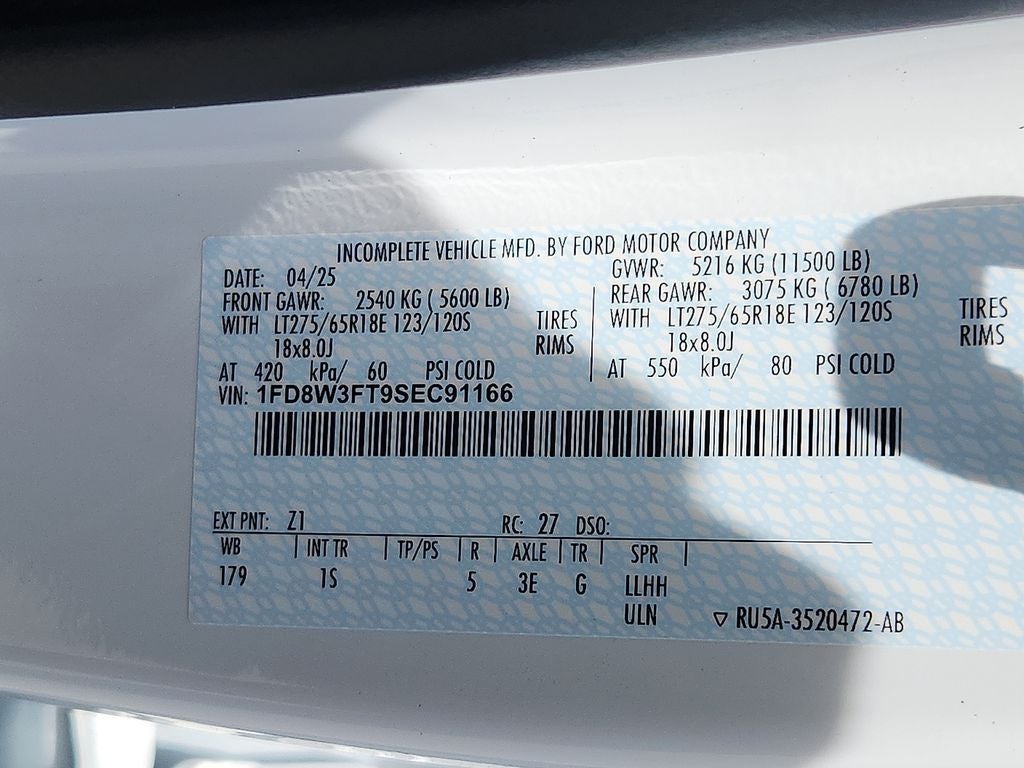 INCOMPLETE VEHICLE MFD. BY FORD MOTOR COMPANY
DATE: 04/25 GVWR: 5216 KG (11500 LB)
FRONT GAWR: 2540 KG ( 5600 LB) REAR GAWR: 3075 KG ( 6780 LB)
WITH LT275/65R18E 123/120S TIRES WITH LT275/65R18E 123/120S TIRES
18x8.0J RIMS 18x8.0J RIMS
AT 420 kPa/ 60 PSI COLD AT 550 kPa/ 80 PSI COLD
VIN: 1FD8W3FT9SEC91166
EXT PNT: Z1 RC: 27 DSO:
WB INT TR TP/PS R AXLE TR SPR
179 1S 5 3E G LLHH
ULN ▽ RU5A-3520472-AB